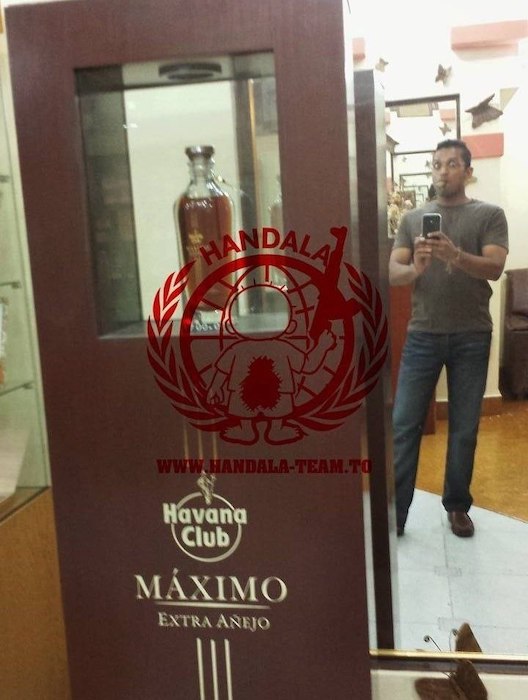 HANDALA
WWW.HANDALA-TEAM.TO
Havana
Club
MÁXIMO
EXTRA AÑEJO